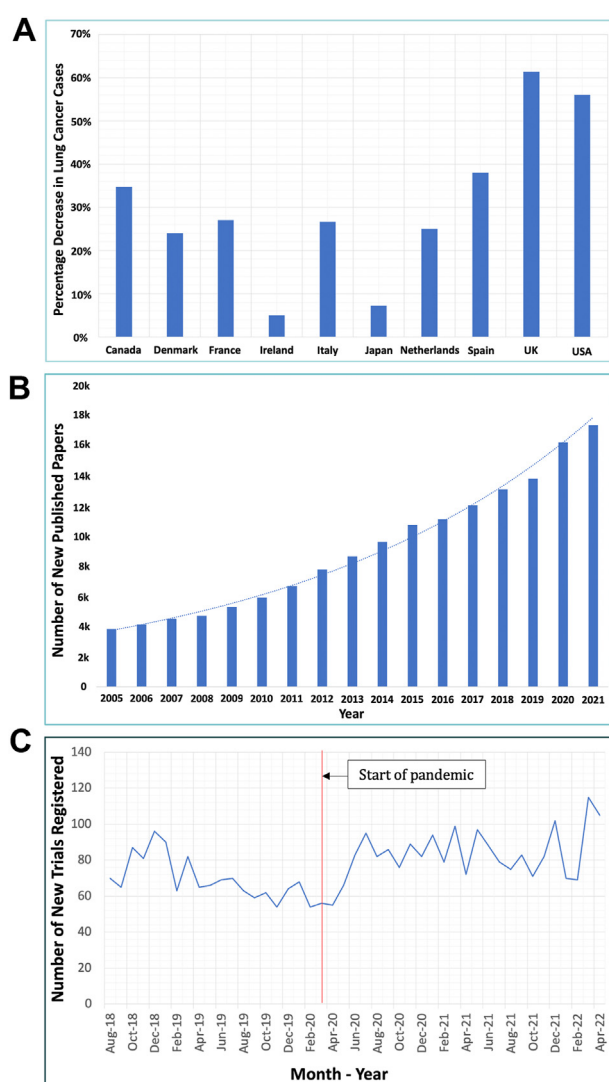 A
Percentage Decrease in Lung Cancer Cases
70%
60%
50%
40%
30%
20%
10%
0%
Canada Denmark France Ireland Italy Japan Netherlands Spain UK USA
B
Number of New Published Papers
20k
18k
16k
14k
12k
10k
8k
6k
4k
2k
0
2005 2006 2007 2008 2009 2010 2011 2012 2013 2014 2015 2016 2017 2018 2019 2020 2021
Year
C
Number of New Trials Registered
140
120
100
80
60
40
20
0
Start of pandemic
Aug-18 Oct-18 Dec-18 Feb-19 Apr-19 Jun-19 Aug-19 Oct-19 Dec-19 Feb-20 Apr-20 Jun-20 Aug-20 Oct-20 Dec-20 Feb-21 Apr-21 Jun-21 Aug-21 Oct-21 Dec-21 Feb-22 Apr-22
Month - Year